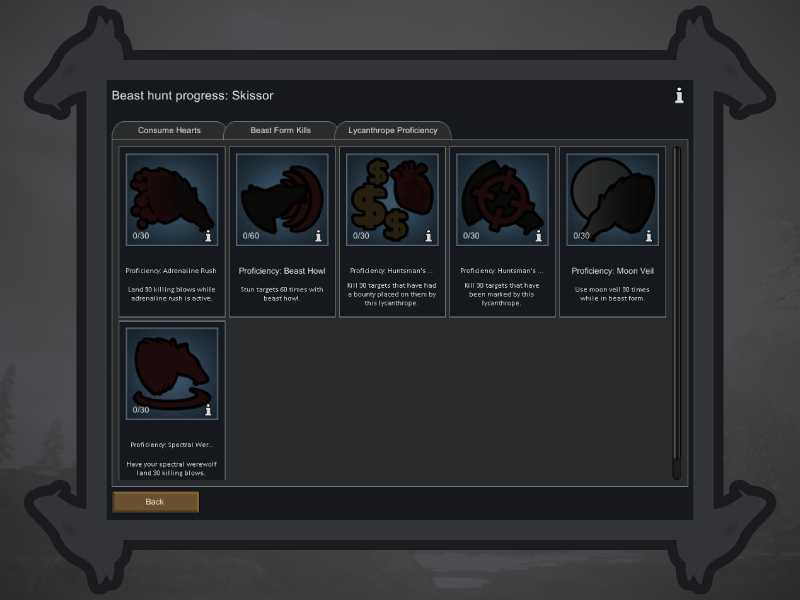 Beast hunt progress: Skissor
Consume Hearts
Beast Form Kills
Lycanthrope Proficiency
0/30
Proficiency: Adrenaline Rush
Land 30 killing blows while
adrenaline rush is active.
0/60
Proficiency: Beast Howl
Stun targets 60 times with
beast howl.
0/30
Proficiency: Huntsman's ...
Kill 30 targets that have had
a bounty placed on them by
this lycanthrope.
0/30
Proficiency: Huntsman's ...
Kill 30 targets that have
been marked by this
lycanthrope.
0/30
Proficiency: Moon Veil
Use moon veil 30 times
while in beast form.
0/30
Proficiency: Spectral Wer...
Have your spectral werewolf
land 30 killing blows.
Back